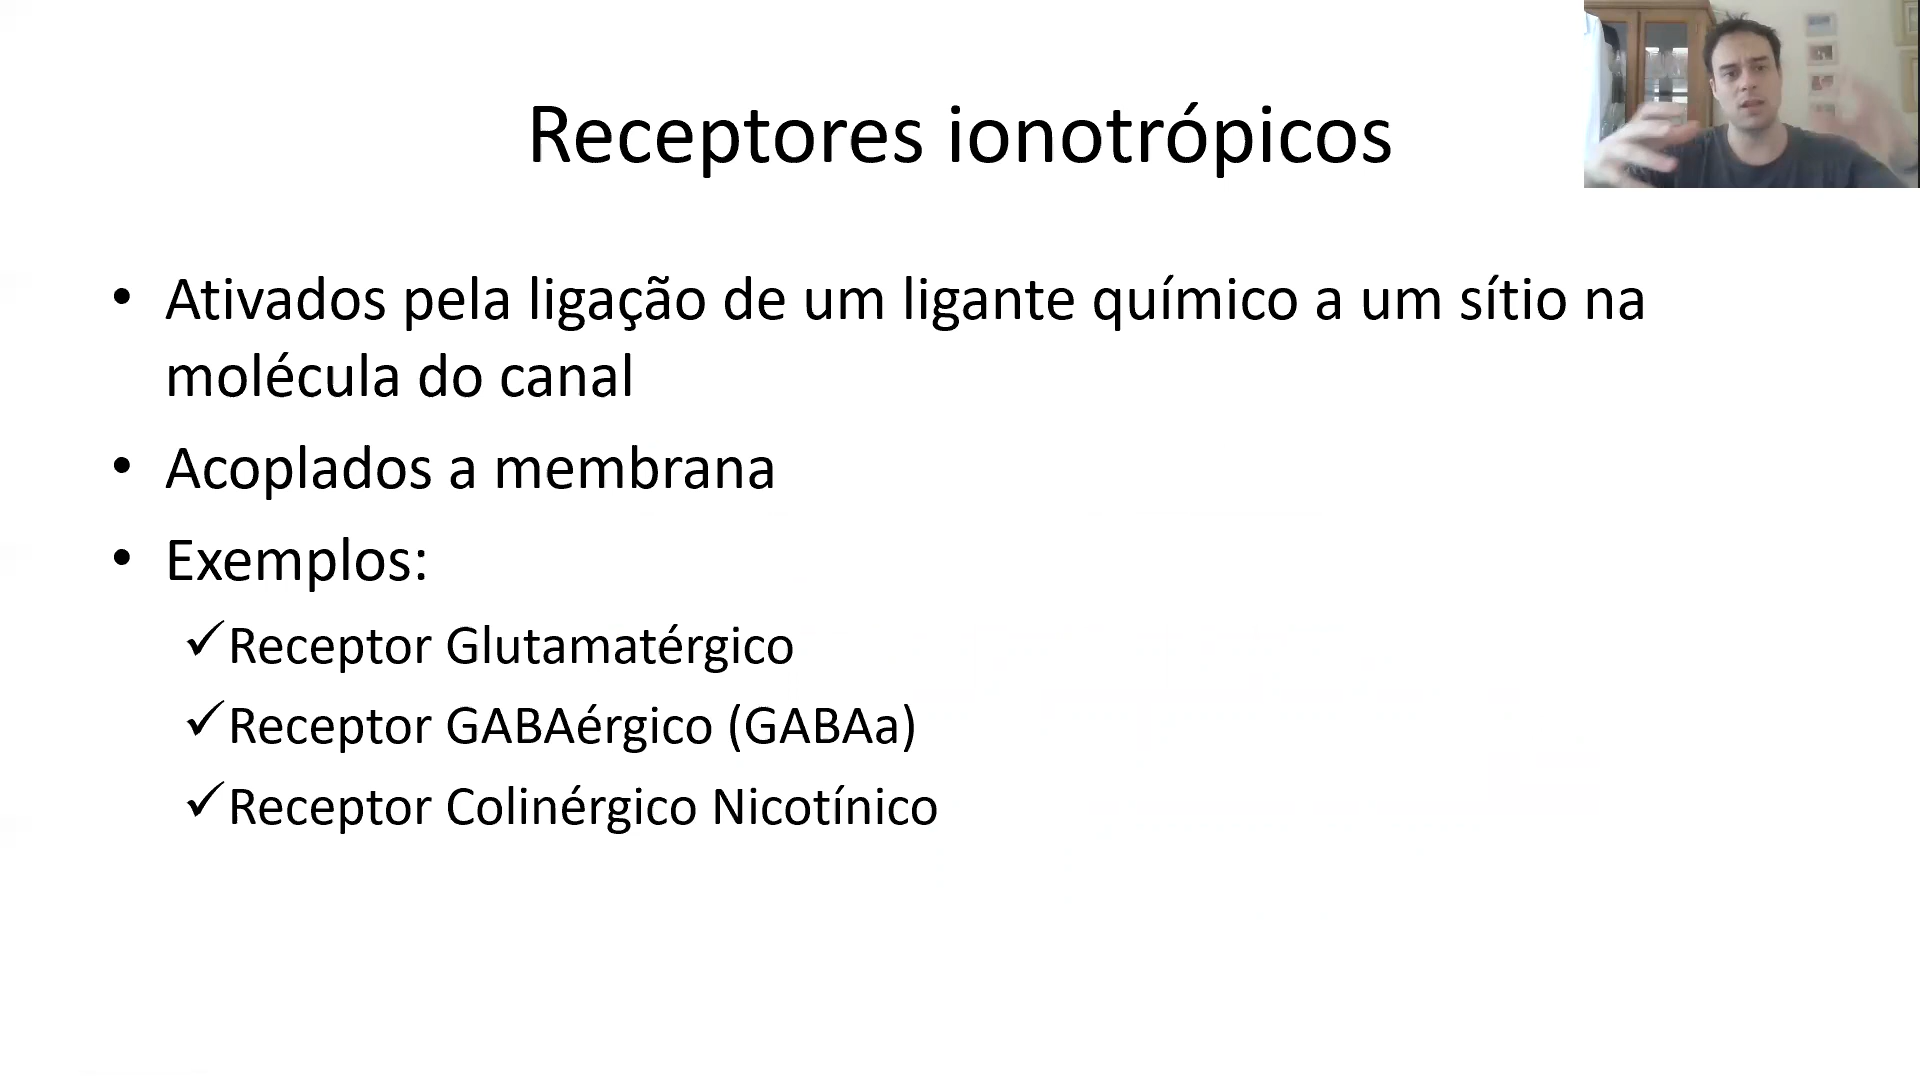 Receptores ionotrópicos
• Ativados pela ligação de um ligante químico a um sítio na
molécula do canal
• Acoplados a membrana
• Exemplos:
✓Receptor Glutamatérgico
✓Receptor GABAérgico (GABAa)
✓Receptor Colinérgico Nicotínico